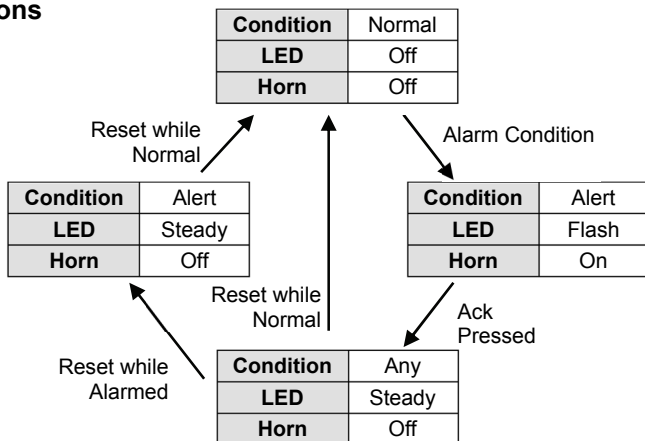 ons
Condition Normal
LED Off
Horn Off
Reset while
Normal
Alarm Condition
Condition Alert
LED Steady
Horn Off
Condition Alert
LED Flash
Horn On
Reset while
Normal
Ack
Pressed
Reset while
Alarmed
Condition Any
LED Steady
Horn Off